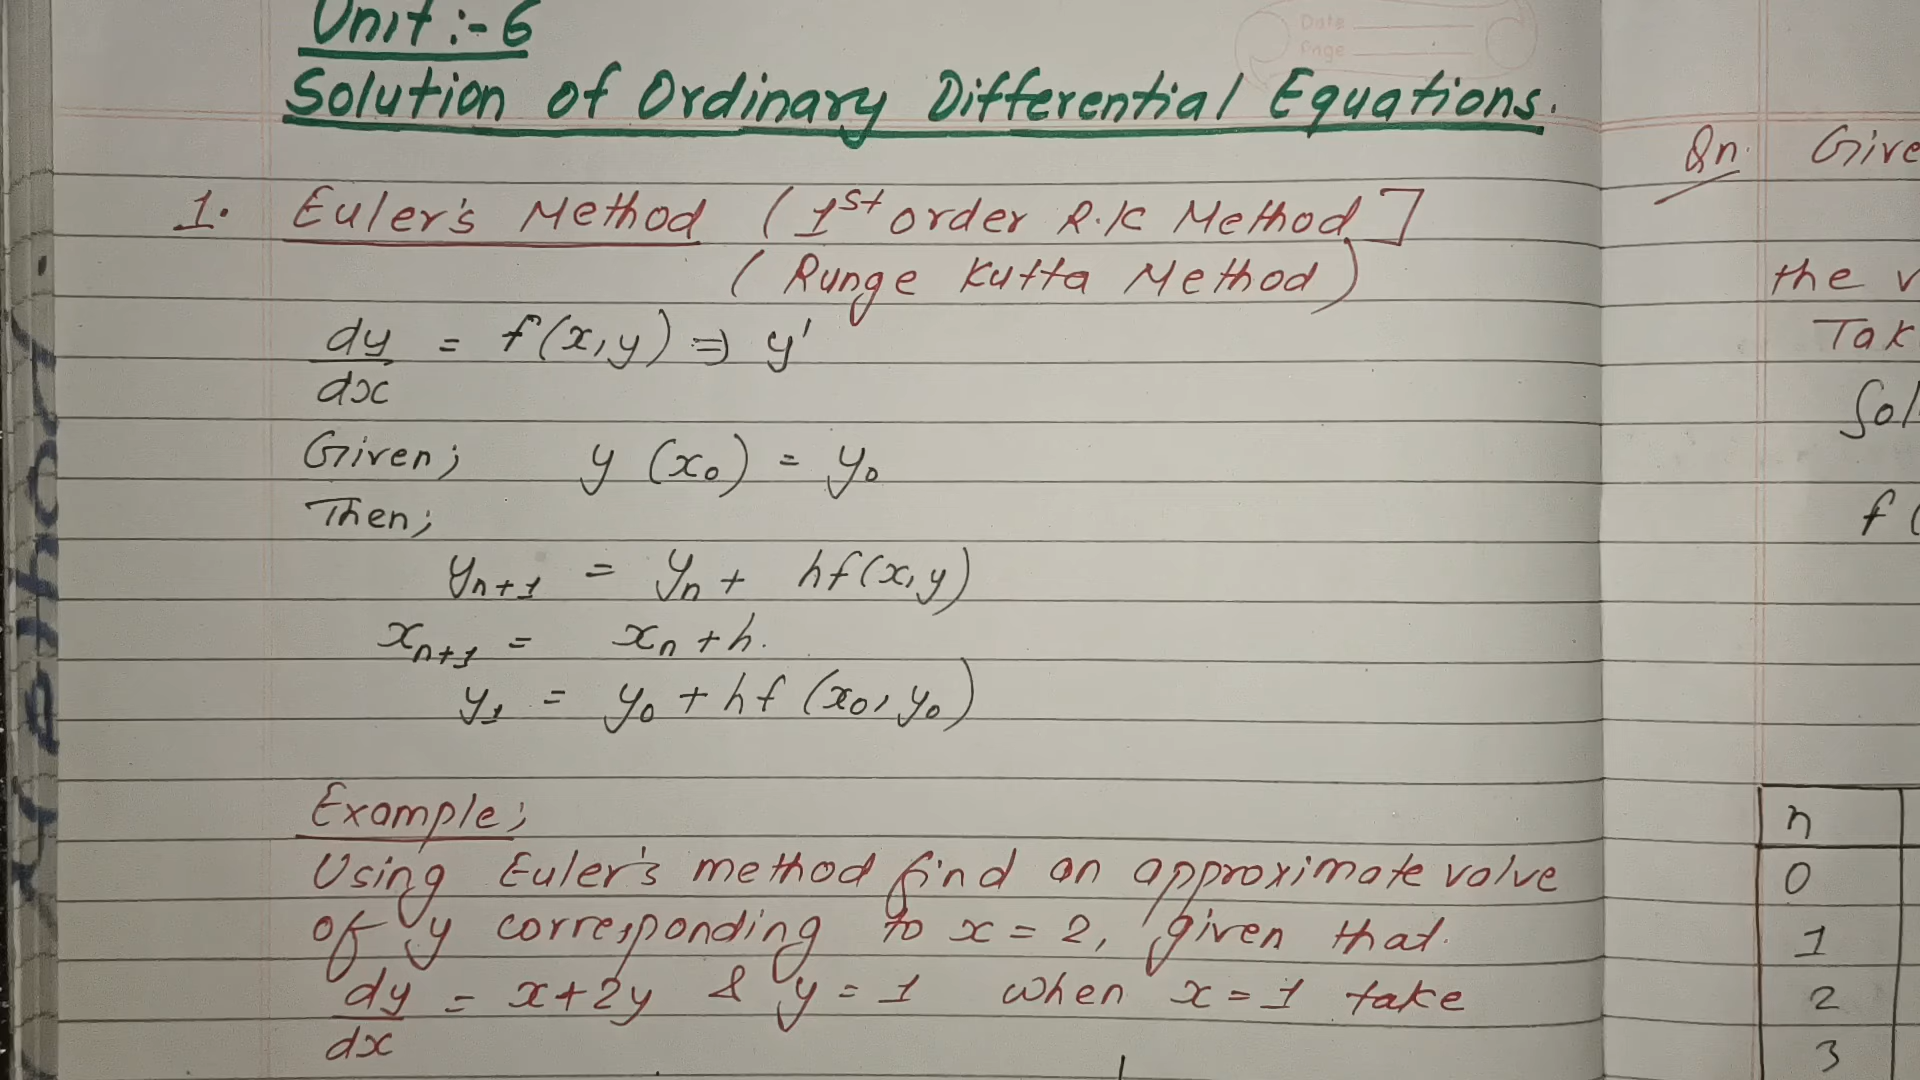 Unit :- 6
Solution of Ordinary Differential Equations.
1. Euler's Method (1st order R.K Method]
(Runge Kutta Method)
dy/dx = f(x,y) => y'
Given; y (x0) = y0
Then;
yn+1 = yn + hf(x,y)
xn+1 = xn + h.
y1 = y0 + hf (x0, y0)
Example;
Using Euler's method find an approximate valve
of y corresponding to x = 2, given that.
dy/dx = x+2y & y = 1 when x = 1 take
Date
Page
Qn.
the
Sol
n
0
1
2
3